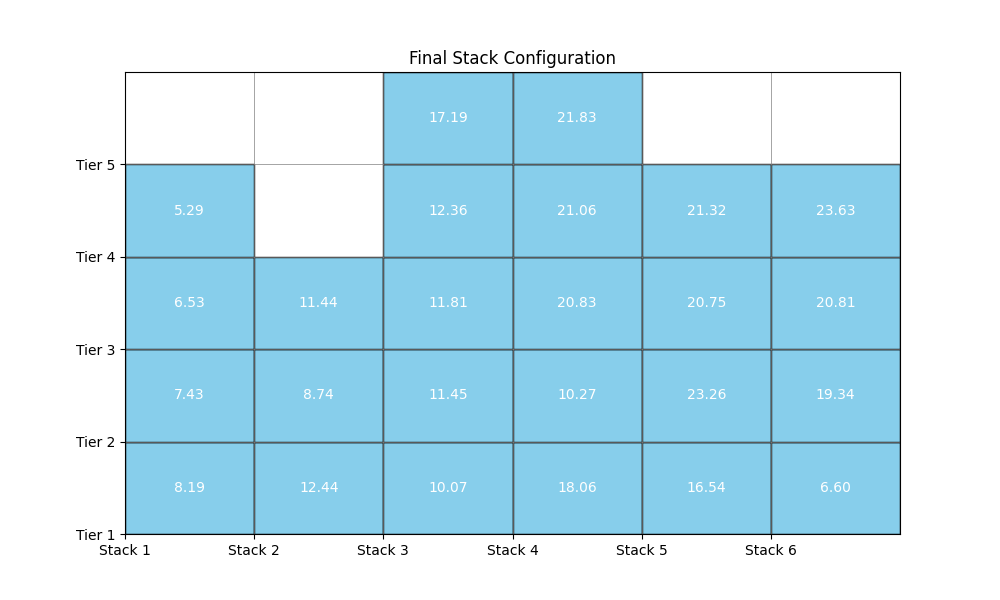 Final Stack Configuration
17.19 21.83
Tier 5
5.29 12.36 21.06 21.32 23.63
Tier 4
6.53 11.44 11.81 20.83 20.75 20.81
Tier 3
7.43 8.74 11.45 10.27 23.26 19.34
Tier 2
8.19 12.44 10.07 18.06 16.54 6.60
Tier 1
Stack 1 Stack 2 Stack 3 Stack 4 Stack 5 Stack 6